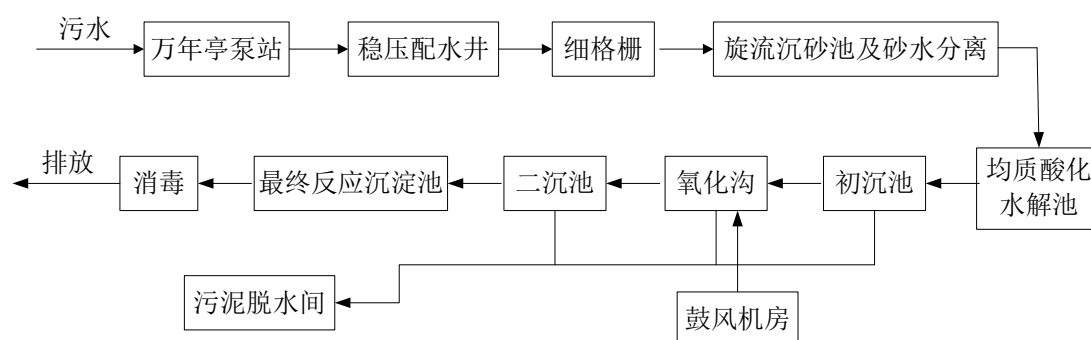 污水
万年亭泵站
稳压配水井
细格栅
旋流沉砂池及砂水分离
排放
消毒
最终反应沉淀池
二沉池
氧化沟
初沉池
均质酸化
水解池
污泥脱水间
鼓风机房